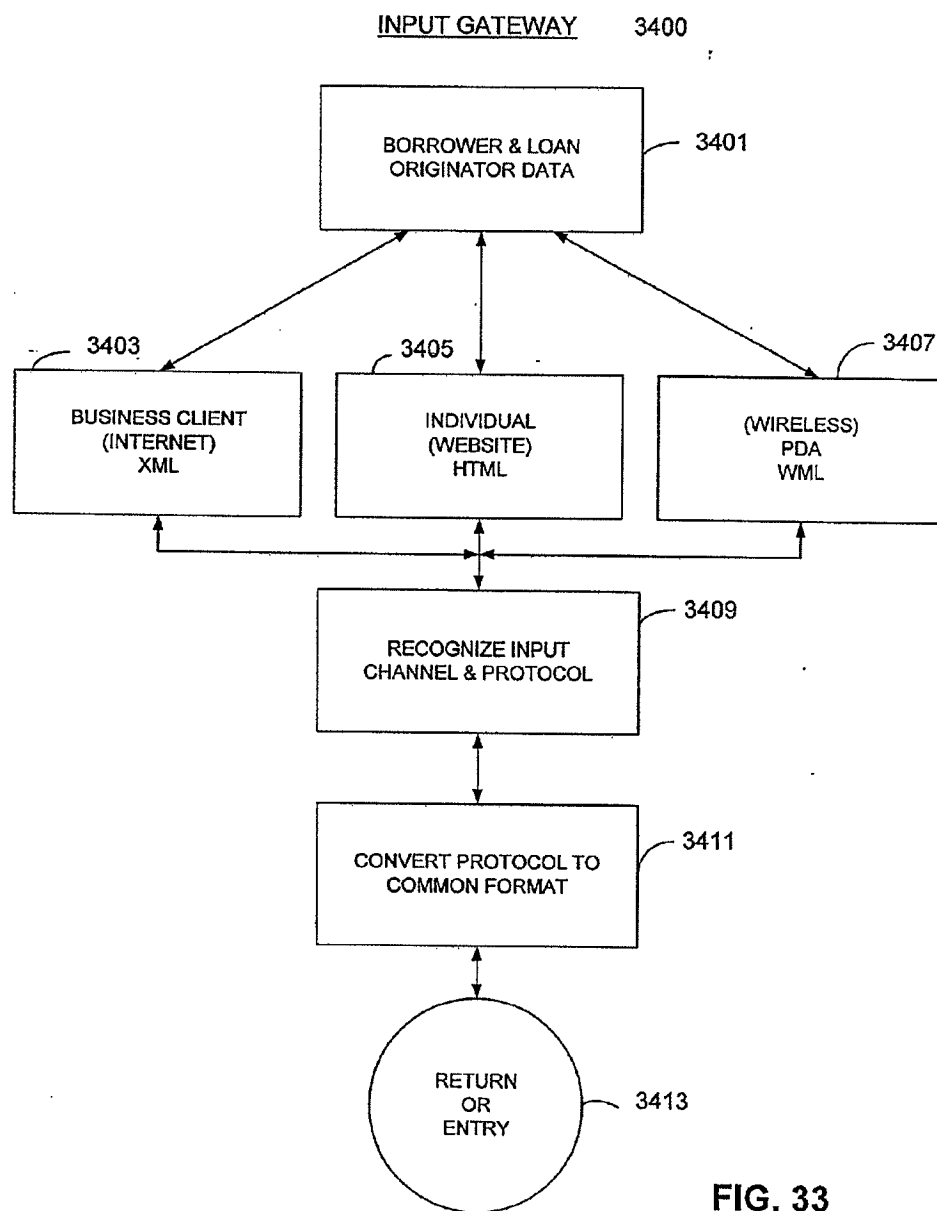 INPUT GATEWAY 3400
BORROWER & LOAN
ORIGINATOR DATA
3401
3403
BUSINESS CLIENT
(INTERNET)
XML
3405
INDIVIDUAL
(WEBSITE)
HTML
3407
(WIRELESS)
PDA
WML
RECOGNIZE INPUT
CHANNEL & PROTOCOL
3409
CONVERT PROTOCOL TO
COMMON FORMAT
3411
RETURN
OR
ENTRY
3413
FIG. 33